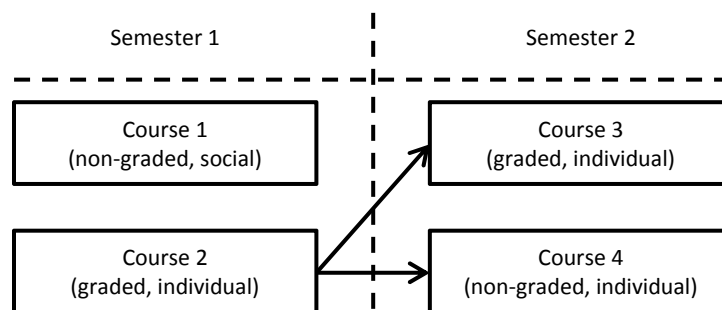 Semester 1
Semester 2
Course 1
(non-graded, social)
Course 3
(graded, individual)
Course 2
(graded, individual)
Course 4
(non-graded, individual)